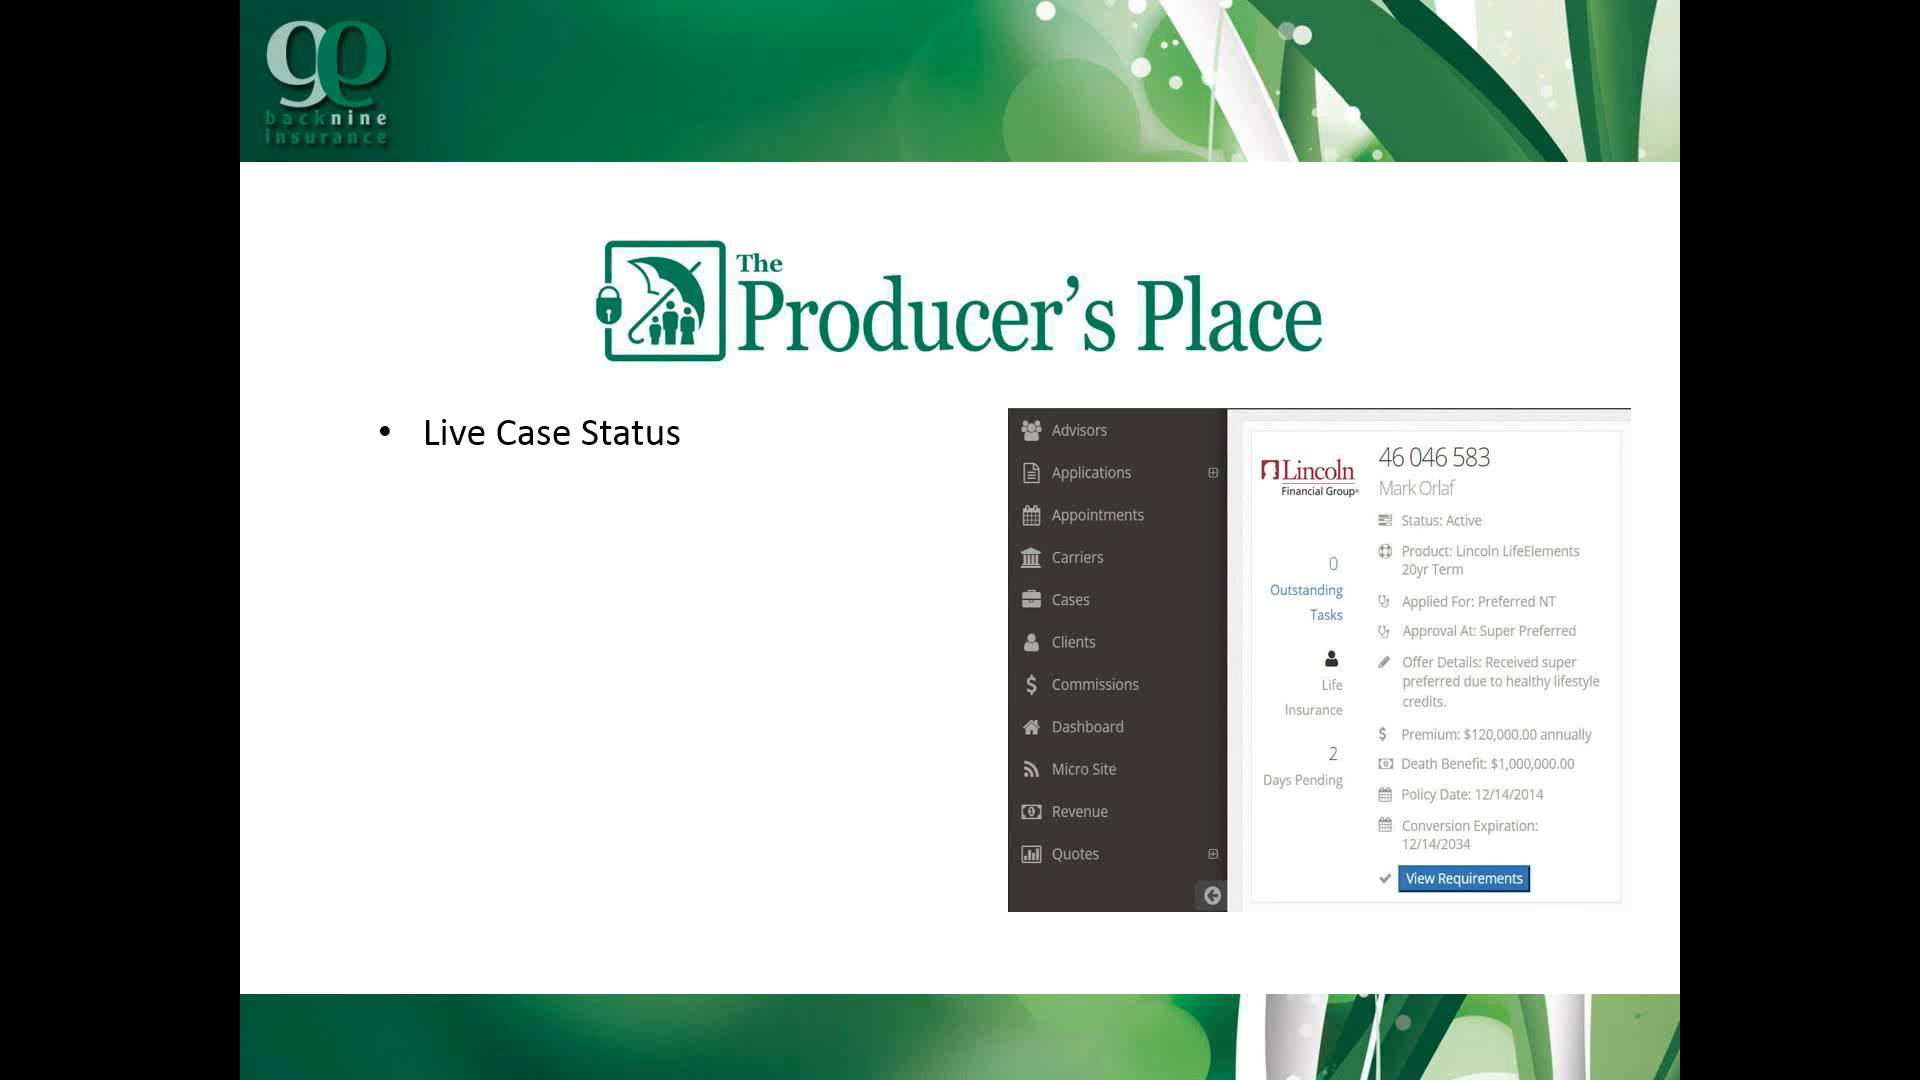 backnine
insurance
The
Producer's Place
• Live Case Status
Advisors
Applications
Appointments
Carriers
Cases
Clients
Commissions
Dashboard
Micro Site
Revenue
Quotes
Lincoln
Financial Group®
0
Outstanding
Tasks
Life
Insurance
2
Days Pending
46 046 583
Mark Orlaf
Status: Active
Product: Lincoln LifeElements
20yr Term
Applied For: Preferred NT
Approval At: Super Preferred
Offer Details: Received super
preferred due to healthy lifestyle
credits.
Premium: $120,000.00 annually
Death Benefit: $1,000,000.00
Policy Date: 12/14/2014
Conversion Expiration:
12/14/2034
View Requirements